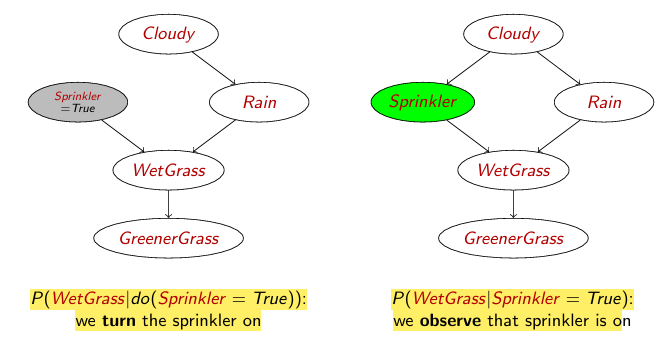 Cloudy
Sprinkler
=True
Rain
WetGrass
GreenerGrass
P(WetGrass|do(Sprinkler = True)):
we turn the sprinkler on
Cloudy
Sprinkler
Rain
WetGrass
GreenerGrass
P(WetGrass|Sprinkler = True):
we observe that sprinkler is on